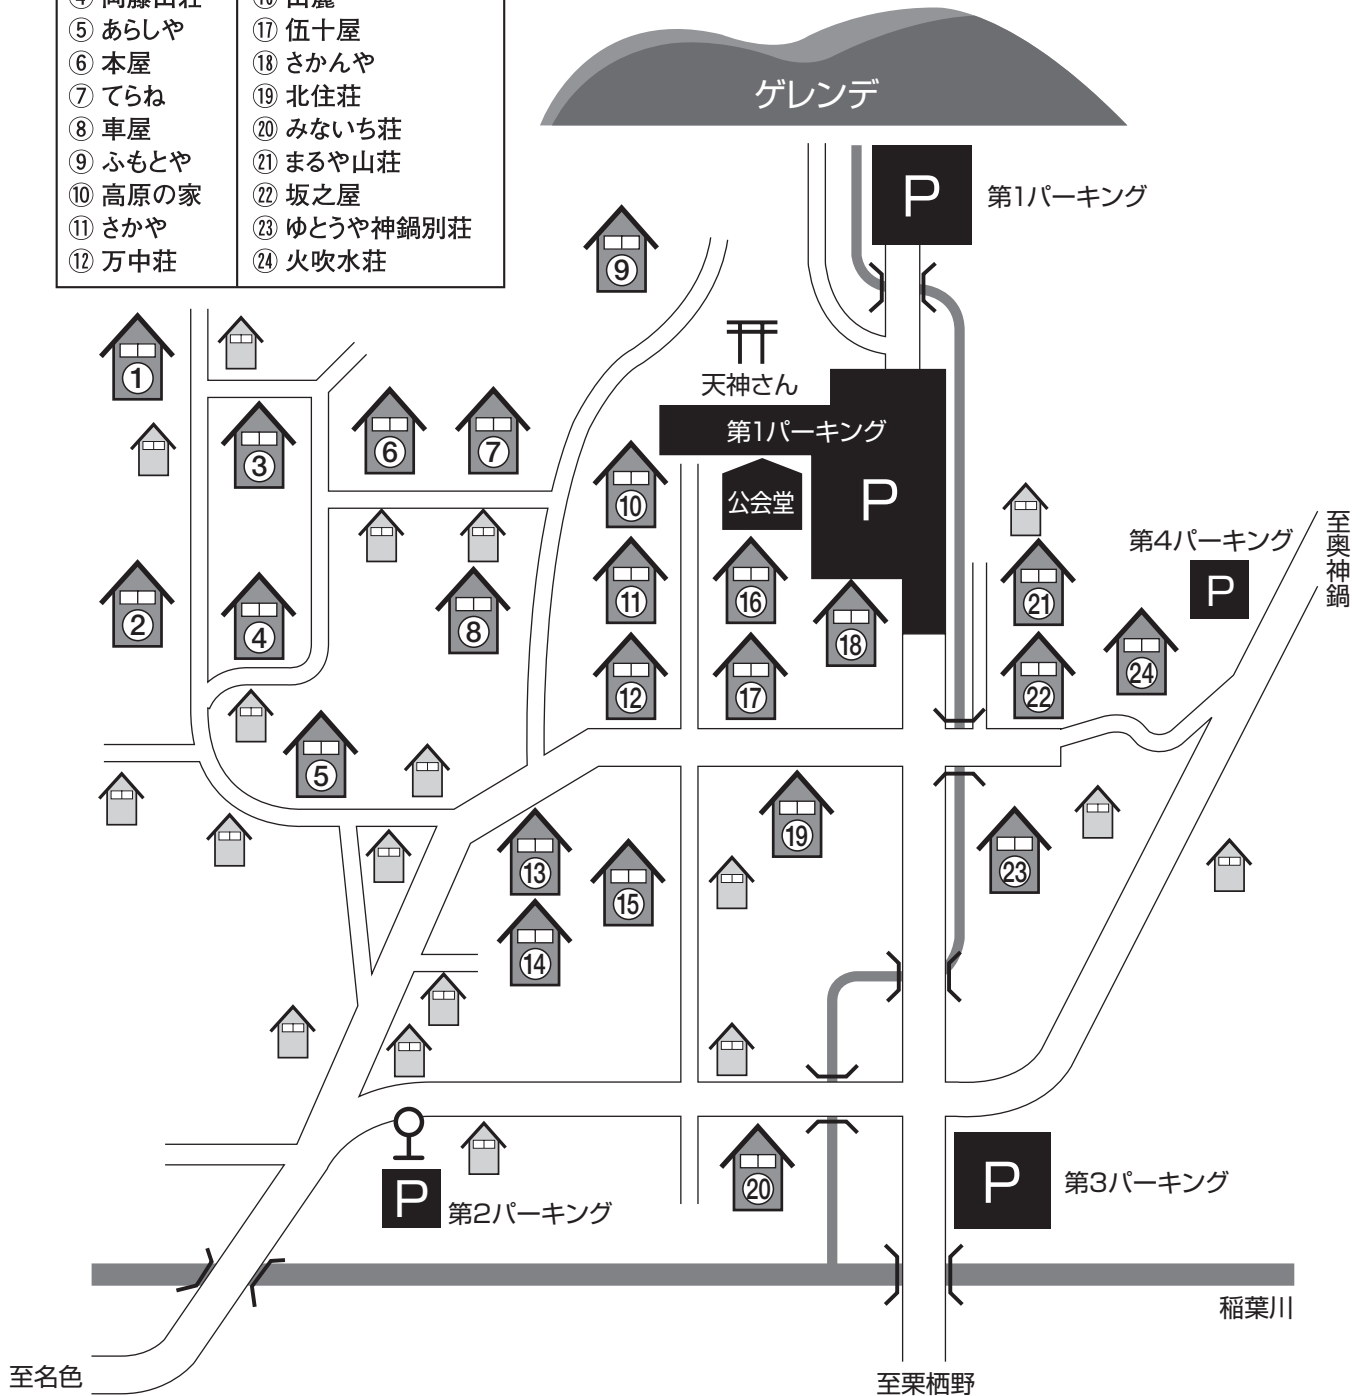 ⑤ あらしや
⑥ 本屋
⑦ てらね
⑧ 車屋
⑨ ふもとや
⑩ 高原の家
⑪ さかや
⑫ 万中荘
⑰ 伍十屋
⑱ さかんや
⑲ 北住荘
⑳ みないち荘
㉑ まるや山荘
㉒ 坂之屋
㉓ ゆとうや神鍋別荘
㉔ 火吹水荘
ゲレンデ
P
第1パーキング
⑨
天神さん
①
③
⑥
⑦
第1パーキング
P
公会堂
⑩
第4パーキング
P
至奥神鍋
②
④
⑧
⑪
⑯
⑱
㉑
㉔
⑫
⑰
㉒
⑤
⑬
⑮
⑲
㉓
⑭
P
第2パーキング
⑳
P
第3パーキング
稲葉川
至名色
至栗栖野